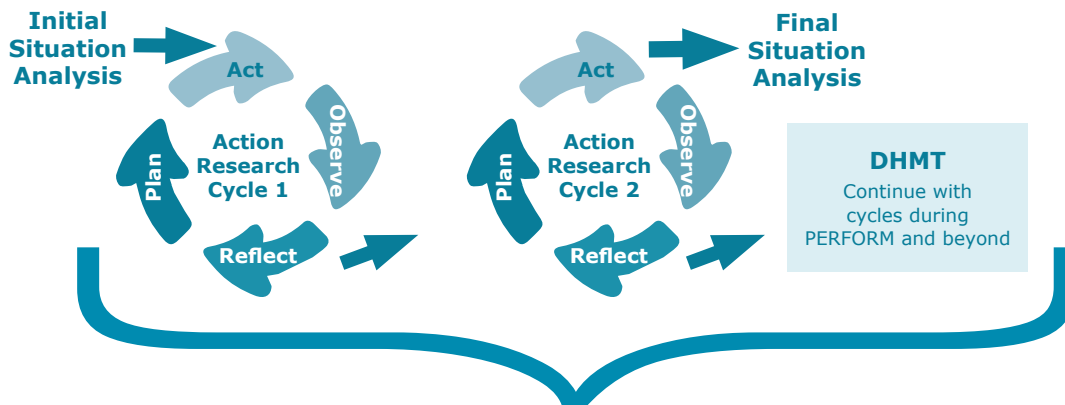 Initial
Situation
Analysis
Act
Observe
Reflect
Plan
Action
Research
Cycle 1
Act
Observe
Reflect
Plan
Action
Research
Cycle 2
Final
Situation
Analysis
DHMT
Continue with
cycles during
PERFORM and beyond